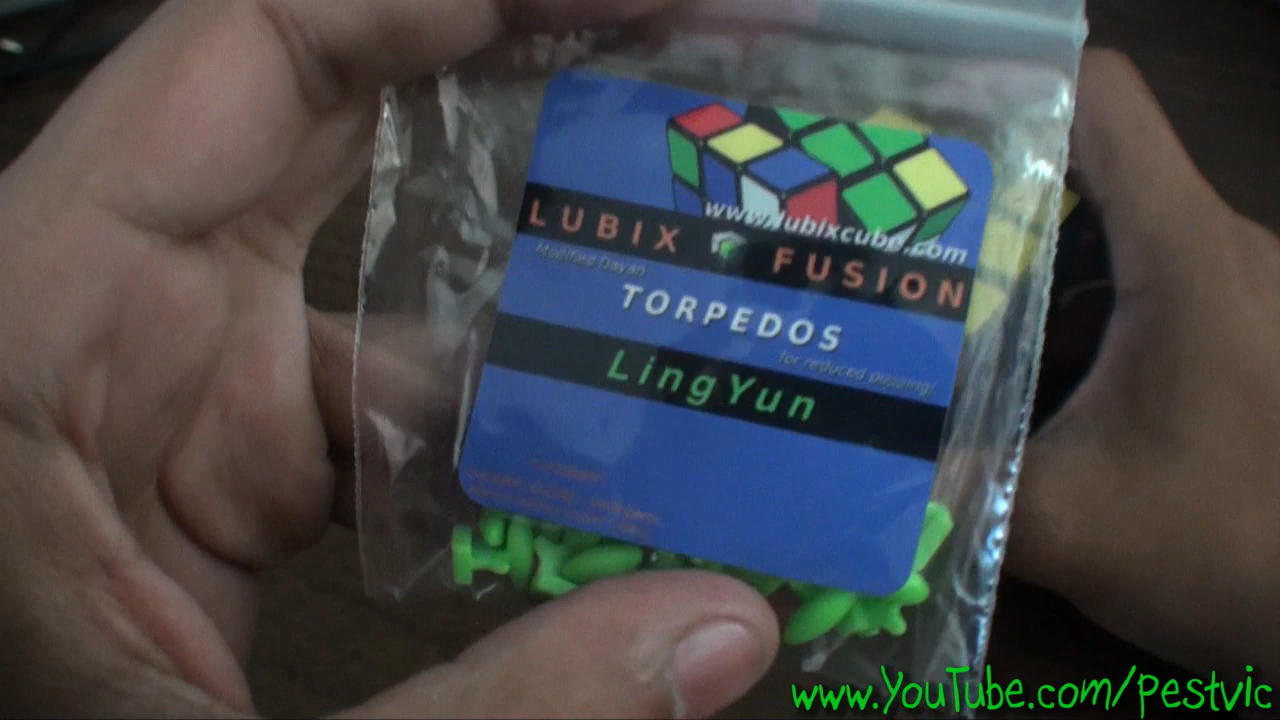 www.lubixcube.com
LUBIX FUSION
Modified Dayan
TORPEDOS
for reduced popping!
LingYun
www.YouTube.com/pestvic